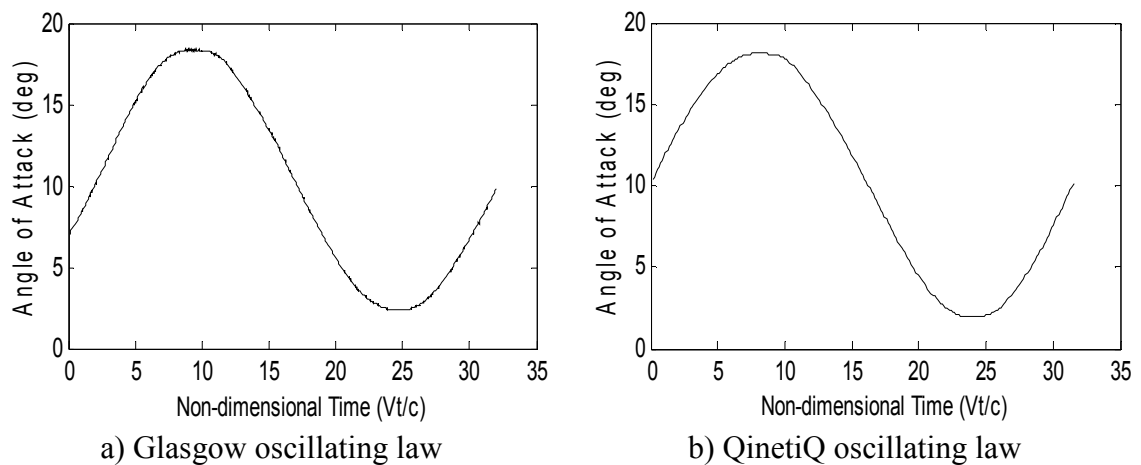 20
15
10
5
0
Angle of Attack (deg)
0 5 10 15 20 25 30 35
Non-dimensional Time (Vt/c)
a) Glasgow oscillating law
20
15
10
5
0
Angle of Attack (deg)
0 5 10 15 20 25 30 35
Non-dimensional Time (Vt/c)
b) QinetiQ oscillating law